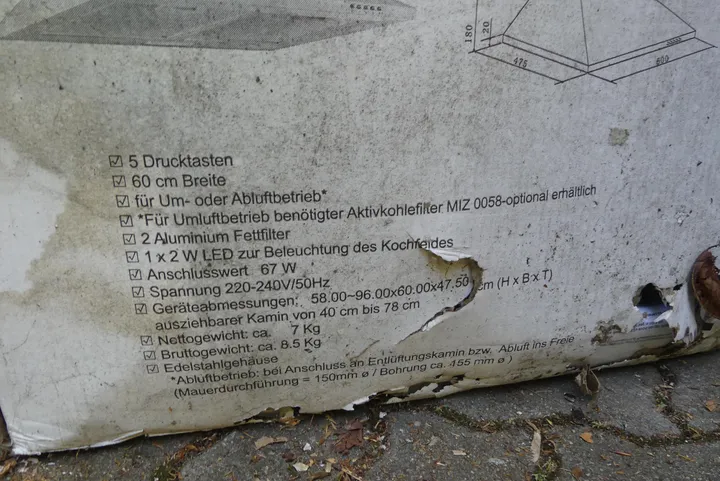 180
20
475
600
☑ 5 Drucktasten
☑ 60 cm Breite
☑ für Um- oder Abluftbetrieb*
☑ *Für Umluftbetrieb benötigter Aktivkohlefilter MIZ 0058-optional erhältlich
☑ 2 Aluminium Fettfilter
☑ 1 x 2 W LED zur Beleuchtung des Kochfeldes
☑ Anschlusswert 67 W
☑ Spannung 220-240V/50Hz
☑ Geräteabmessungen: 58.00~96.00x60.00x47.50 cm (H x B x T)
ausziehbarer Kamin von 40 cm bis 78 cm
☑ Nettogewicht: ca. 7 Kg
☑ Bruttogewicht: ca. 8.5 Kg
☑ Edelstahlgehäuse
*Abluftbetrieb: bei Anschluss an Entlüftungskamin bzw. Abluft ins Freie
(Mauerdurchführung = 150mm ø / Bohrung ca. 155 mm ø )